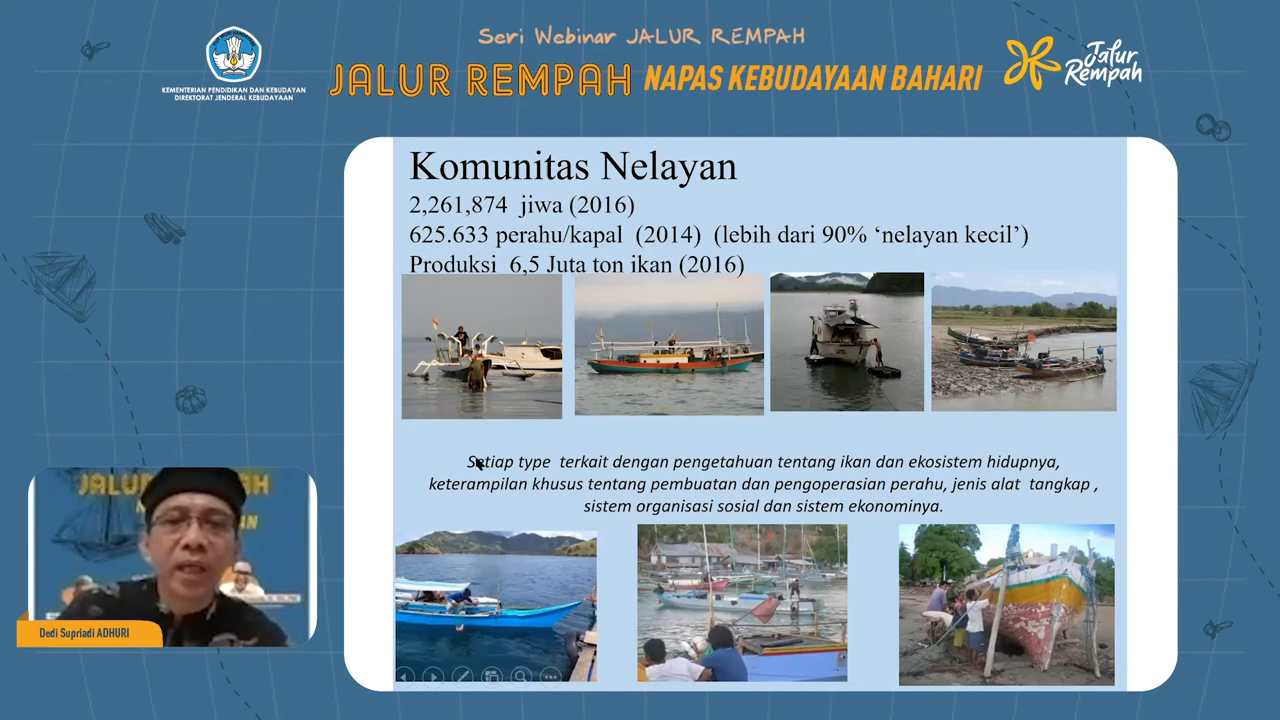 Seri Webinar JALUR REMPAH
JALUR REMPAH NAPAS KEBUDAYAAN BAHARI
KEMENTERIAN PENDIDIKAN DAN KEBUDAYAAN
DIREKTORAT JENDERAL KEBUDAYAAN
Jalur
Rempah
Komunitas Nelayan
2,261,874 jiwa (2016)
625.633 perahu/kapal (2014) (lebih dari 90% ‘nelayan kecil’)
Produksi 6,5 Juta ton ikan (2016)
Setiap type terkait dengan pengetahuan tentang ikan dan ekosistem hidupnya,
keterampilan khusus tentang pembuatan dan pengoperasian perahu, jenis alat tangkap ,
sistem organisasi sosial dan sistem ekonominya.
Dedi Supriadi ADHURI